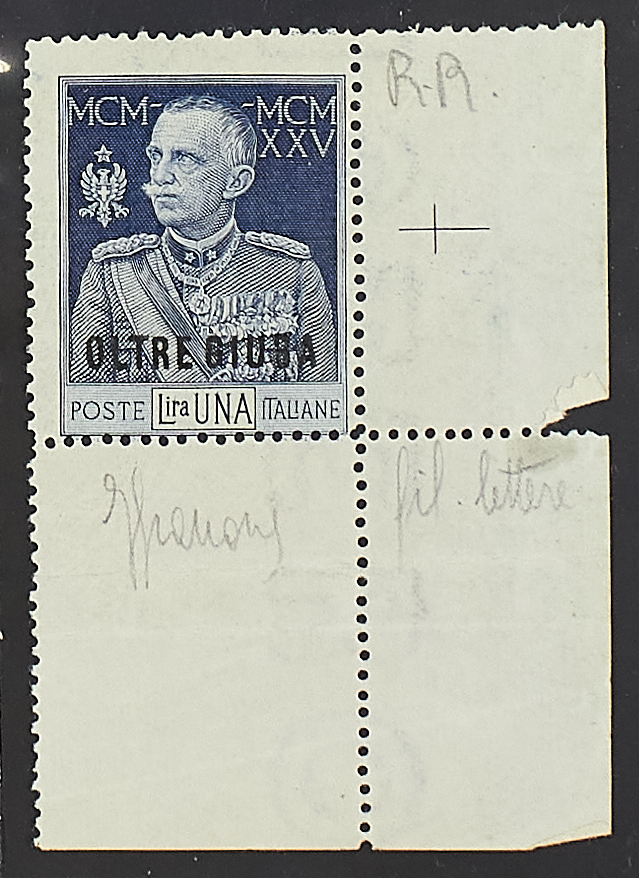 MCM- -MCM
XXV
R.R.
OLTRE GIUBA
POSTE Lira UNA ITALIANE
fil. lettere